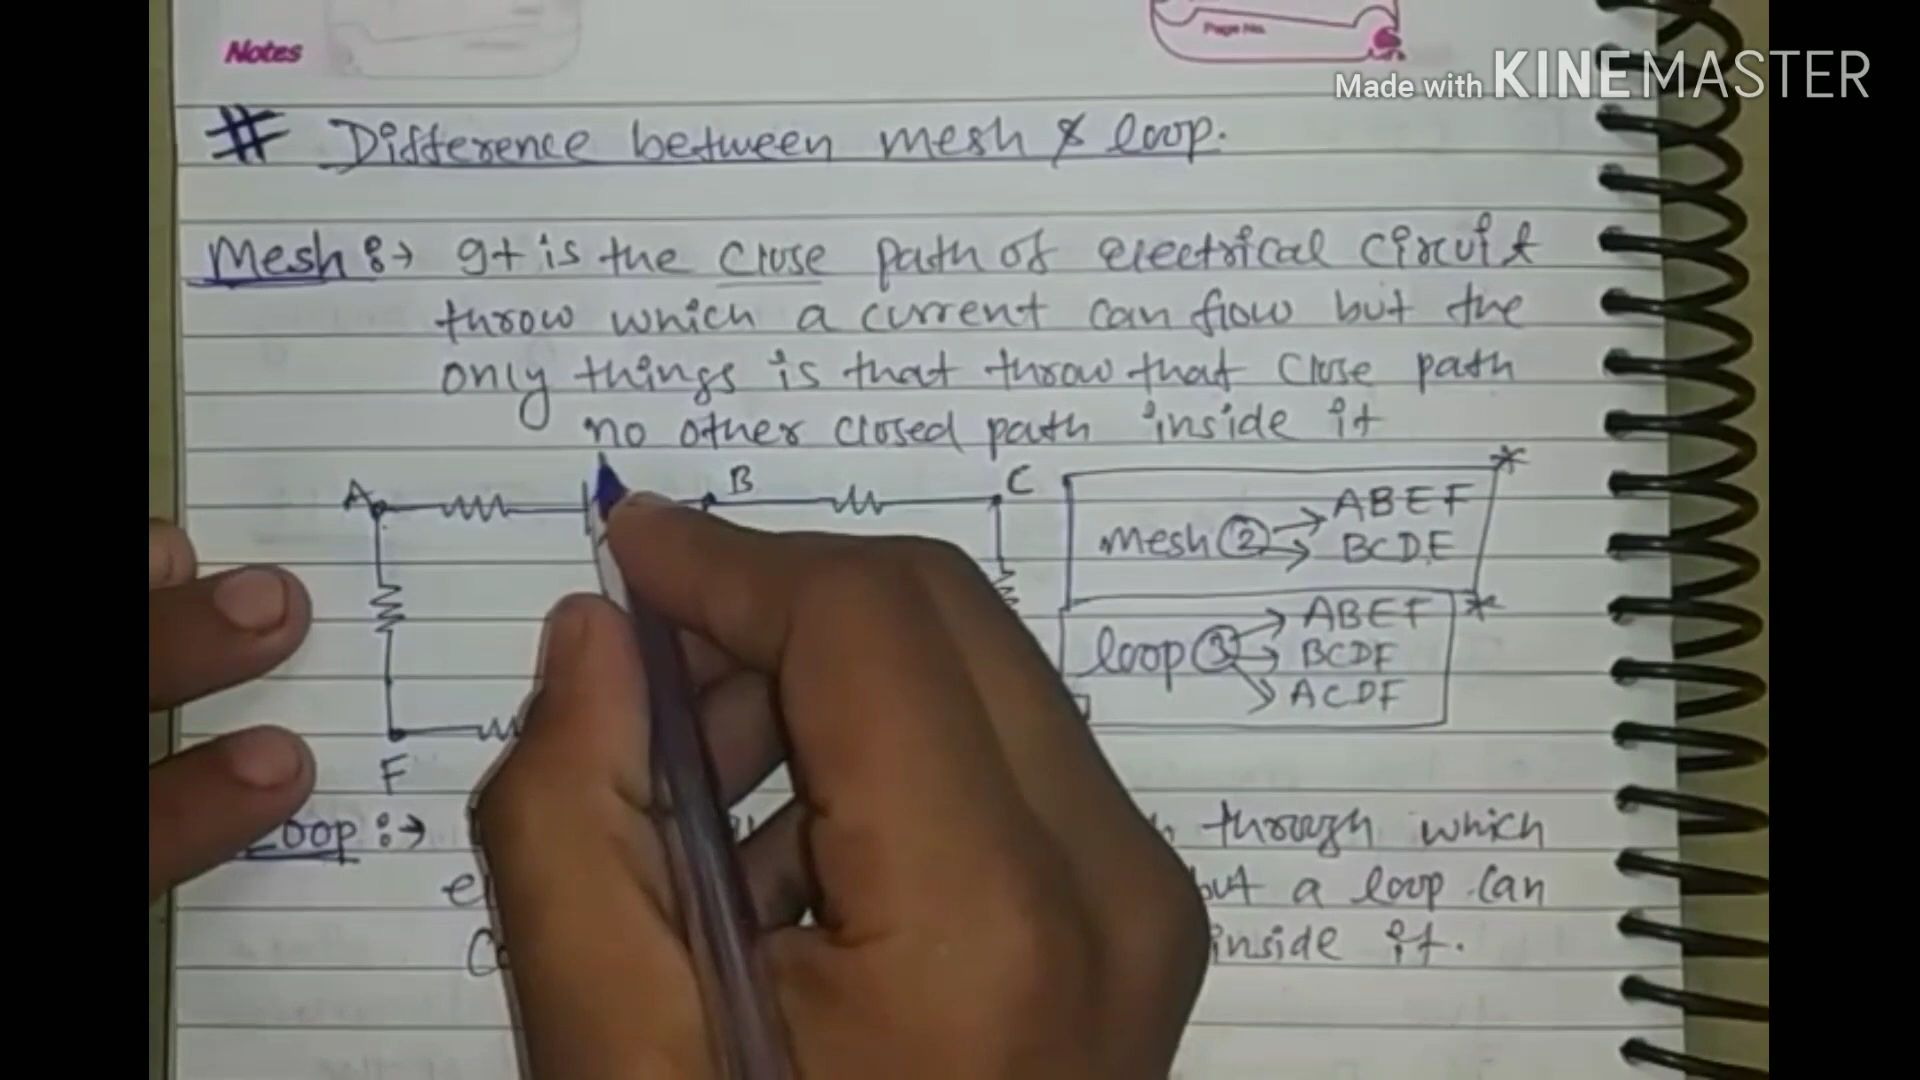 Notes
Page No.
Made with KINEMASTER
# Difference between mesh & loop.
Mesh :→ It is the close path of electrical circuit
throw which a current can flow but the
only things is that throw that close path
no other closed path inside it
A B C
mesh ② → ABEF
→ BCDE
loop ③ → ABEF
→ BCDF
→ ACDF
F
Loop :→ through which
but a loop can
inside it.